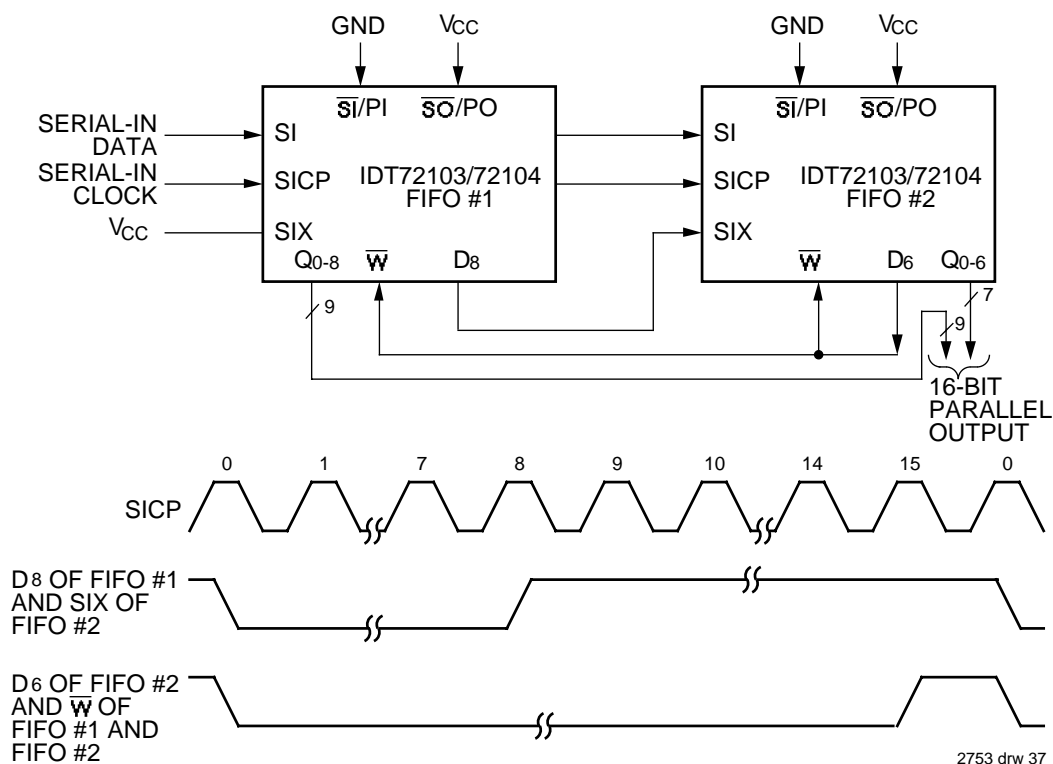 GND VCC GND VCC
SI/PI SO/PO SI/PI SO/PO
SERIAL-IN
DATA
SI SI
SERIAL-IN
CLOCK
SICP IDT72103/72104
FIFO #1
SICP IDT72103/72104
FIFO #2
VCC SIX SIX
Q0-8 W D8 W D6 Q0-6
9 7
9
16-BIT
PARALLEL
OUTPUT
0 1 7 8 9 10 14 15 0
SICP
D8 OF FIFO #1
AND SIX OF
FIFO #2
D6 OF FIFO #2
AND W OF
FIFO #1 AND
FIFO #2
2753 drw 37